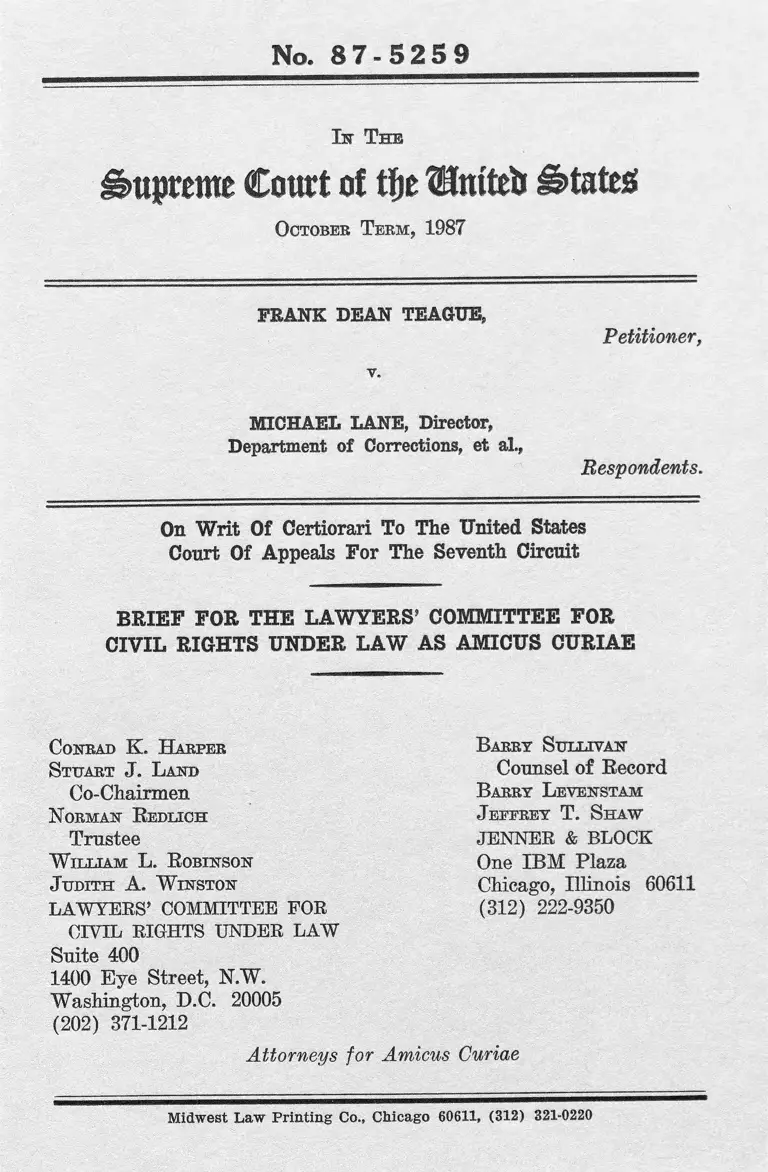 No. 87-5259
IN THE
Supreme Court of the United States
OCTOBER TERM, 1987
FRANK DEAN TEAGUE,
Petitioner,
v.
MICHAEL LANE, Director,
Department of Corrections, et al.,
Respondents.
On Writ Of Certiorari To The United States
Court Of Appeals For The Seventh Circuit
BRIEF FOR THE LAWYERS' COMMITTEE FOR
CIVIL RIGHTS UNDER LAW AS AMICUS CURIAE
CONRAD K. HARPER
STUART J. LAND
Co-Chairmen
NORMAN REDLICH
Trustee
WILLIAM L. ROBINSON
JUDITH A. WINSTON
LAWYERS' COMMITTEE FOR
CIVIL RIGHTS UNDER LAW
Suite 400
1400 Eye Street, N.W.
Washington, D.C. 20005
(202) 371-1212
BARRY SULLIVAN
Counsel of Record
BARRY LEVENSTAM
JEFFREY T. SHAW
JENNER & BLOCK
One IBM Plaza
Chicago, Illinois 60611
(312) 222-9350
Attorneys for Amicus Curiae
Midwest Law Printing Co., Chicago 60611, (312) 321-0220